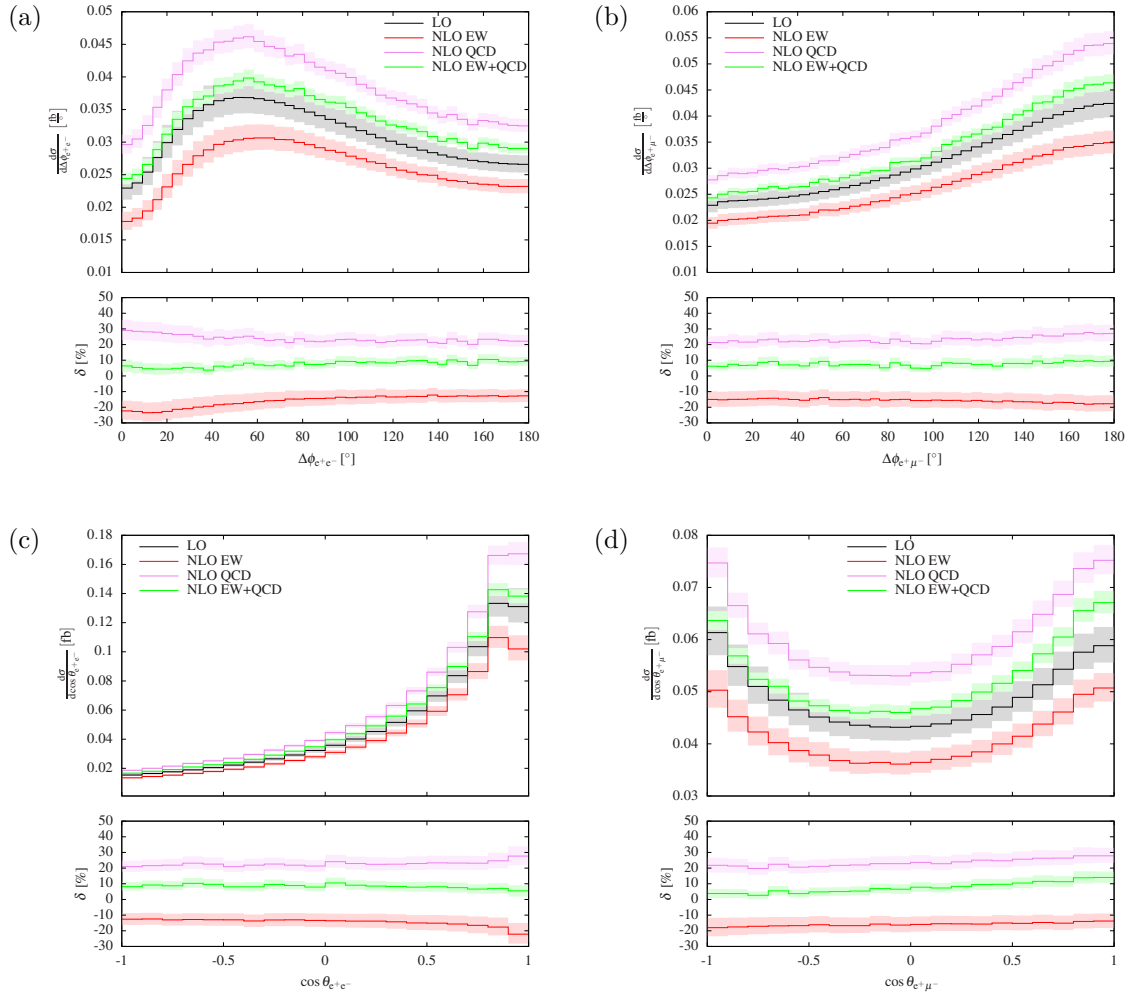 (a)
LO
NLO EW
NLO QCD
NLO EW+QCD
0.05
0.045
0.04
0.035
0.03
0.025
0.02
0.015
0.01
dσ/dΔϕe+e− [fb/°]
50
40
30
20
10
0
-10
-20
-30
δ [%]
0 20 40 60 80 100 120 140 160 180
Δϕe+e− [°]
(b)
LO
NLO EW
NLO QCD
NLO EW+QCD
0.06
0.055
0.05
0.045
0.04
0.035
0.03
0.025
0.02
0.015
0.01
dσ/dΔϕe+μ− [fb/°]
50
40
30
20
10
0
-10
-20
-30
δ [%]
0 20 40 60 80 100 120 140 160 180
Δϕe+μ− [°]
(c)
LO
NLO EW
NLO QCD
NLO EW+QCD
0.18
0.16
0.14
0.12
0.10
0.08
0.06
0.04
0.02
dσ/d cos θe+e− [fb]
50
40
30
20
10
0
-10
-20
-30
δ [%]
-1 -0.5 0 0.5 1
cos θe+e−
(d)
LO
NLO EW
NLO QCD
NLO EW+QCD
0.08
0.07
0.06
0.05
0.04
0.03
dσ/d cos θe+μ− [fb]
50
40
30
20
10
0
-10
-20
-30
δ [%]
-1 -0.5 0 0.5 1
cos θe+μ−